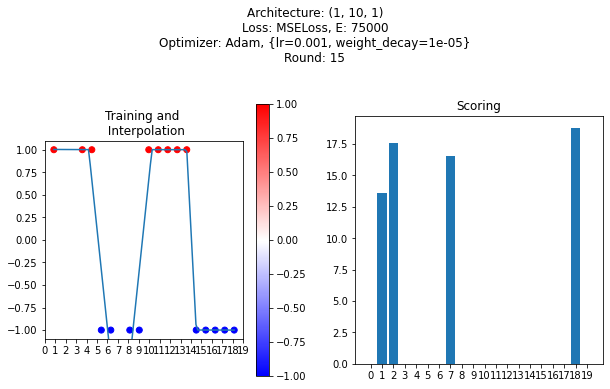 Architecture: (1, 10, 1)
Loss: MSELoss, E: 75000
Optimizer: Adam, {lr=0.001, weight_decay=1e-05}
Round: 15
Training and
Interpolation
1.00
0.75
0.50
0.25
0.00
−0.25
−0.50
−0.75
−1.00
0 1 2 3 4 5 6 7 8 9 10 11 12 13 14 15 16 17 18 19
1.00
0.75
0.50
0.25
0.00
−0.25
−0.50
−0.75
−1.00
Scoring
17.5
15.0
12.5
10.0
7.5
5.0
2.5
0.0
0 1 2 3 4 5 6 7 8 9 10 11 12 13 14 15 16 17 18 19